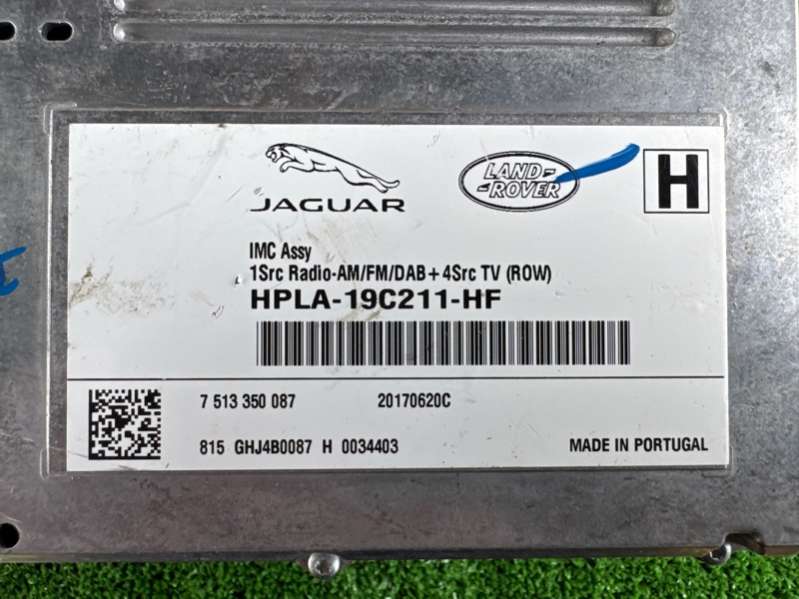 JAGUAR
LAND-
-ROVER
H
IMC Assy
1Src Radio-AM/FM/DAB+4Src TV (ROW)
HPLA-19C211-HF
7 513 350 087
20170620C
815 GHJ4B0087 H 0034403
MADE IN PORTUGAL